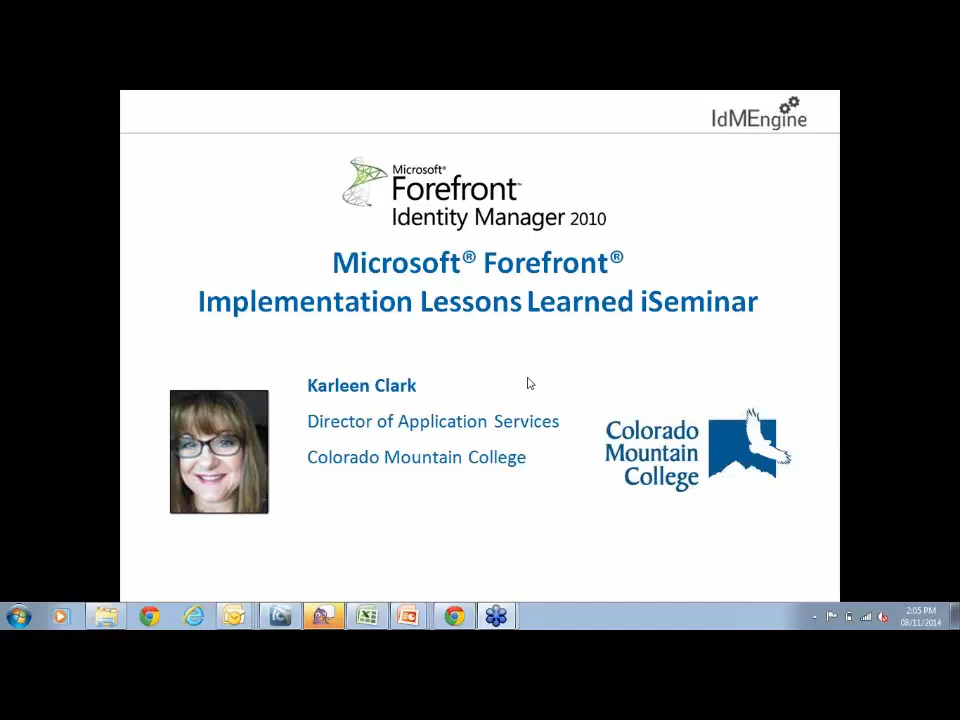 IdMEngine
Microsoft®
Forefront™
Identity Manager 2010
Microsoft® Forefront®
Implementation Lessons Learned iSeminar
Karleen Clark
Director of Application Services
Colorado Mountain College
Colorado
Mountain
College
2:05 PM
08/11/2014